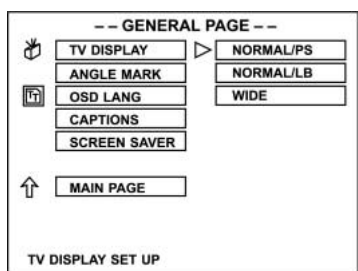 -- GENERAL PAGE --
TV DISPLAY
NORMAL/PS
ANGLE MARK
NORMAL/LB
OSD LANG
WIDE
CAPTIONS
SCREEN SAVER
MAIN PAGE
TV DISPLAY SET UP